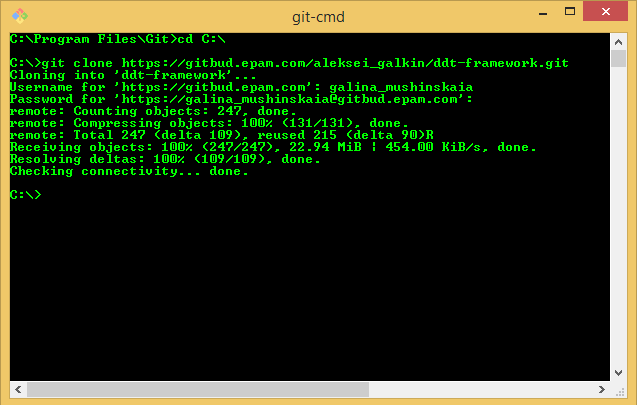 git-cmd
C:\Program Files\Git>cd C:\
C:\>git clone https://gitbud.epam.com/aleksei_galkin/ddt-framework.git
Cloning into 'ddt-framework'...
Username for 'https://gitbud.epam.com': galina_mushinskaia
Password for 'https://galina_mushinskaia@gitbud.epam.com':
remote: Counting objects: 247, done.
remote: Compressing objects: 100% (131/131), done.
remote: Total 247 (delta 109), reused 215 (delta 90)R
Receiving objects: 100% (247/247), 22.94 MiB | 454.00 KiB/s, done.
Resolving deltas: 100% (109/109), done.
Checking connectivity... done.
C:\>